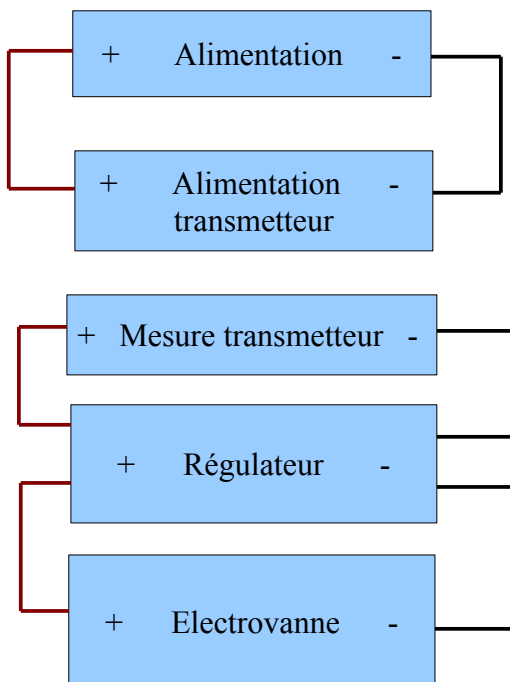 + Alimentation -
+ Alimentation -
transmetteur
+ Mesure transmetteur -
+ Régulateur -
+ Electrovanne -